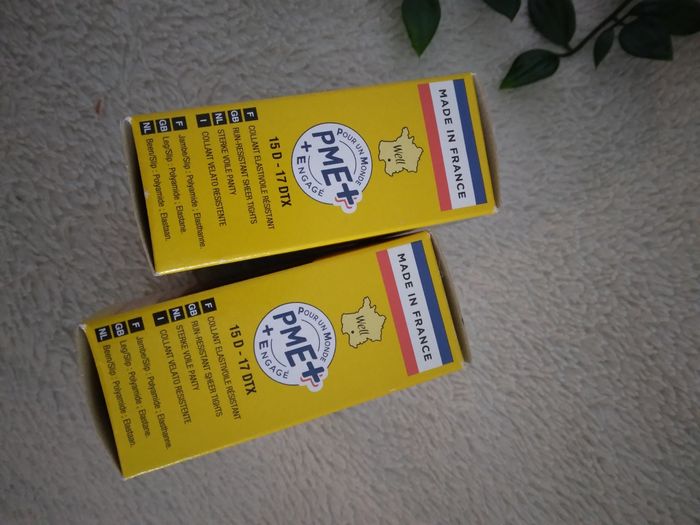 MADE IN FRANCE
Well
POUR UN MONDE
PME+
+ ENGAGÉ
15 D - 17 DTX
F COLLANT ELASTIVOILE RÉSISTANT
GB RUN-RESISTANT SHEER TIGHTS
NL STERKE VOILE PANTY
I COLLANT VELATO RESISTENTE
F Jambe/Slip : Polyamide ; Elasthanne.
GB Leg/Slip : Polyamide ; Elastane.
NL Been/Slip : Polyamide ; Elastaan.
MADE IN FRANCE
Well
POUR UN MONDE
PME+
+ ENGAGÉ
15 D - 17 DTX
F COLLANT ELASTIVOILE RÉSISTANT
GB RUN-RESISTANT SHEER TIGHTS
NL STERKE VOILE PANTY
I COLLANT VELATO RESISTENTE
F Jambe/Slip : Polyamide ; Elasthanne.
GB Leg/Slip : Polyamide ; Elastane.
NL Been/Slip : Polyamide ; Elastaan.